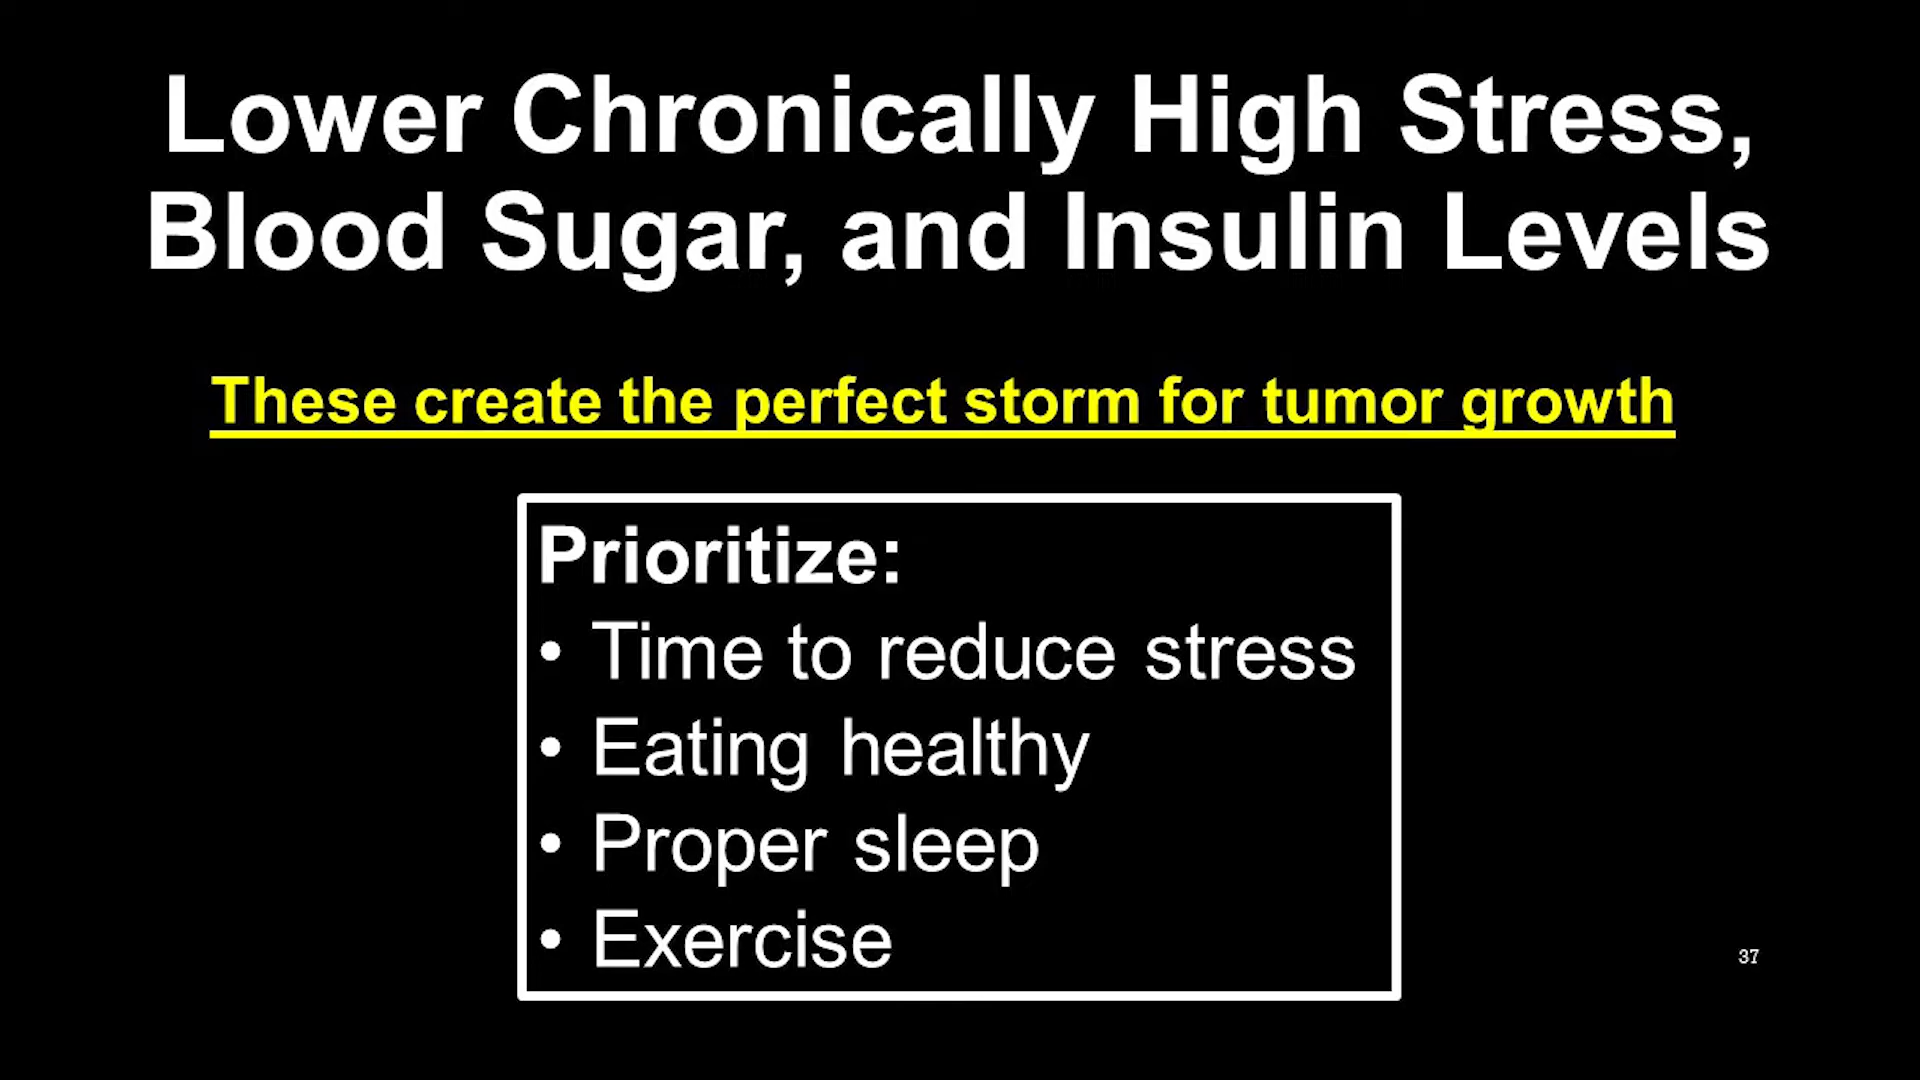 Lower Chronically High Stress,
Blood Sugar, and Insulin Levels
These create the perfect storm for tumor growth
Prioritize:
• Time to reduce stress
• Eating healthy
• Proper sleep
• Exercise
37